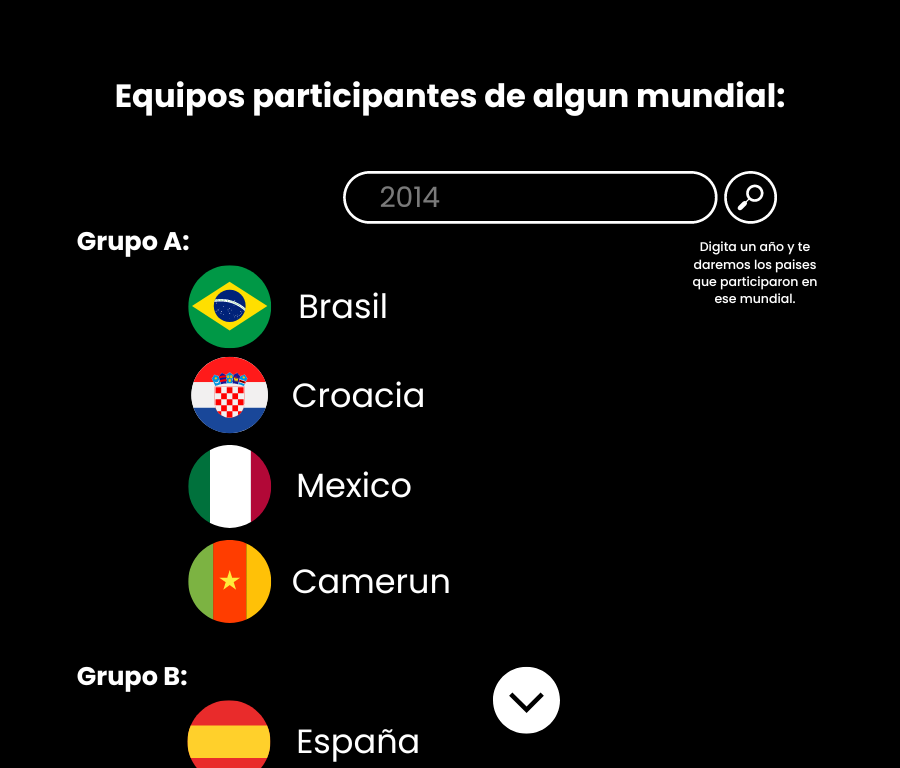 Equipos participantes de algun mundial:
2014
Grupo A:
Digita un año y te
daremos los paises
que participaron en
ese mundial.
Brasil
Croacia
Mexico
Camerun
Grupo B:
España